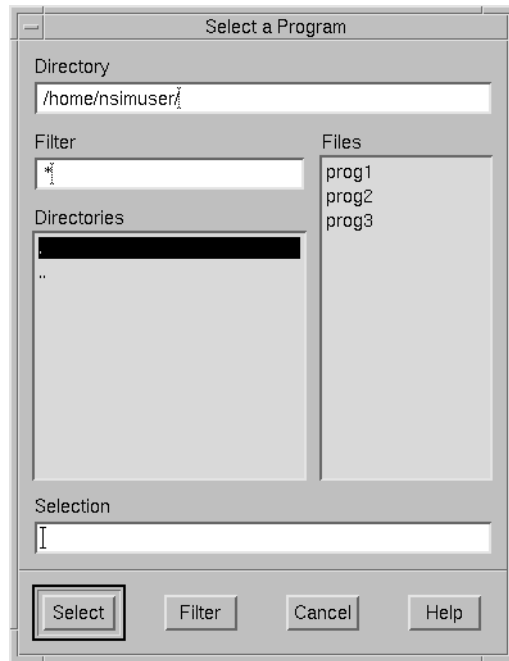 Select a Program
Directory
/home/nsimuser/
Filter
*
Directories
.
..
Files
prog1
prog2
prog3
Selection
Select Filter Cancel Help